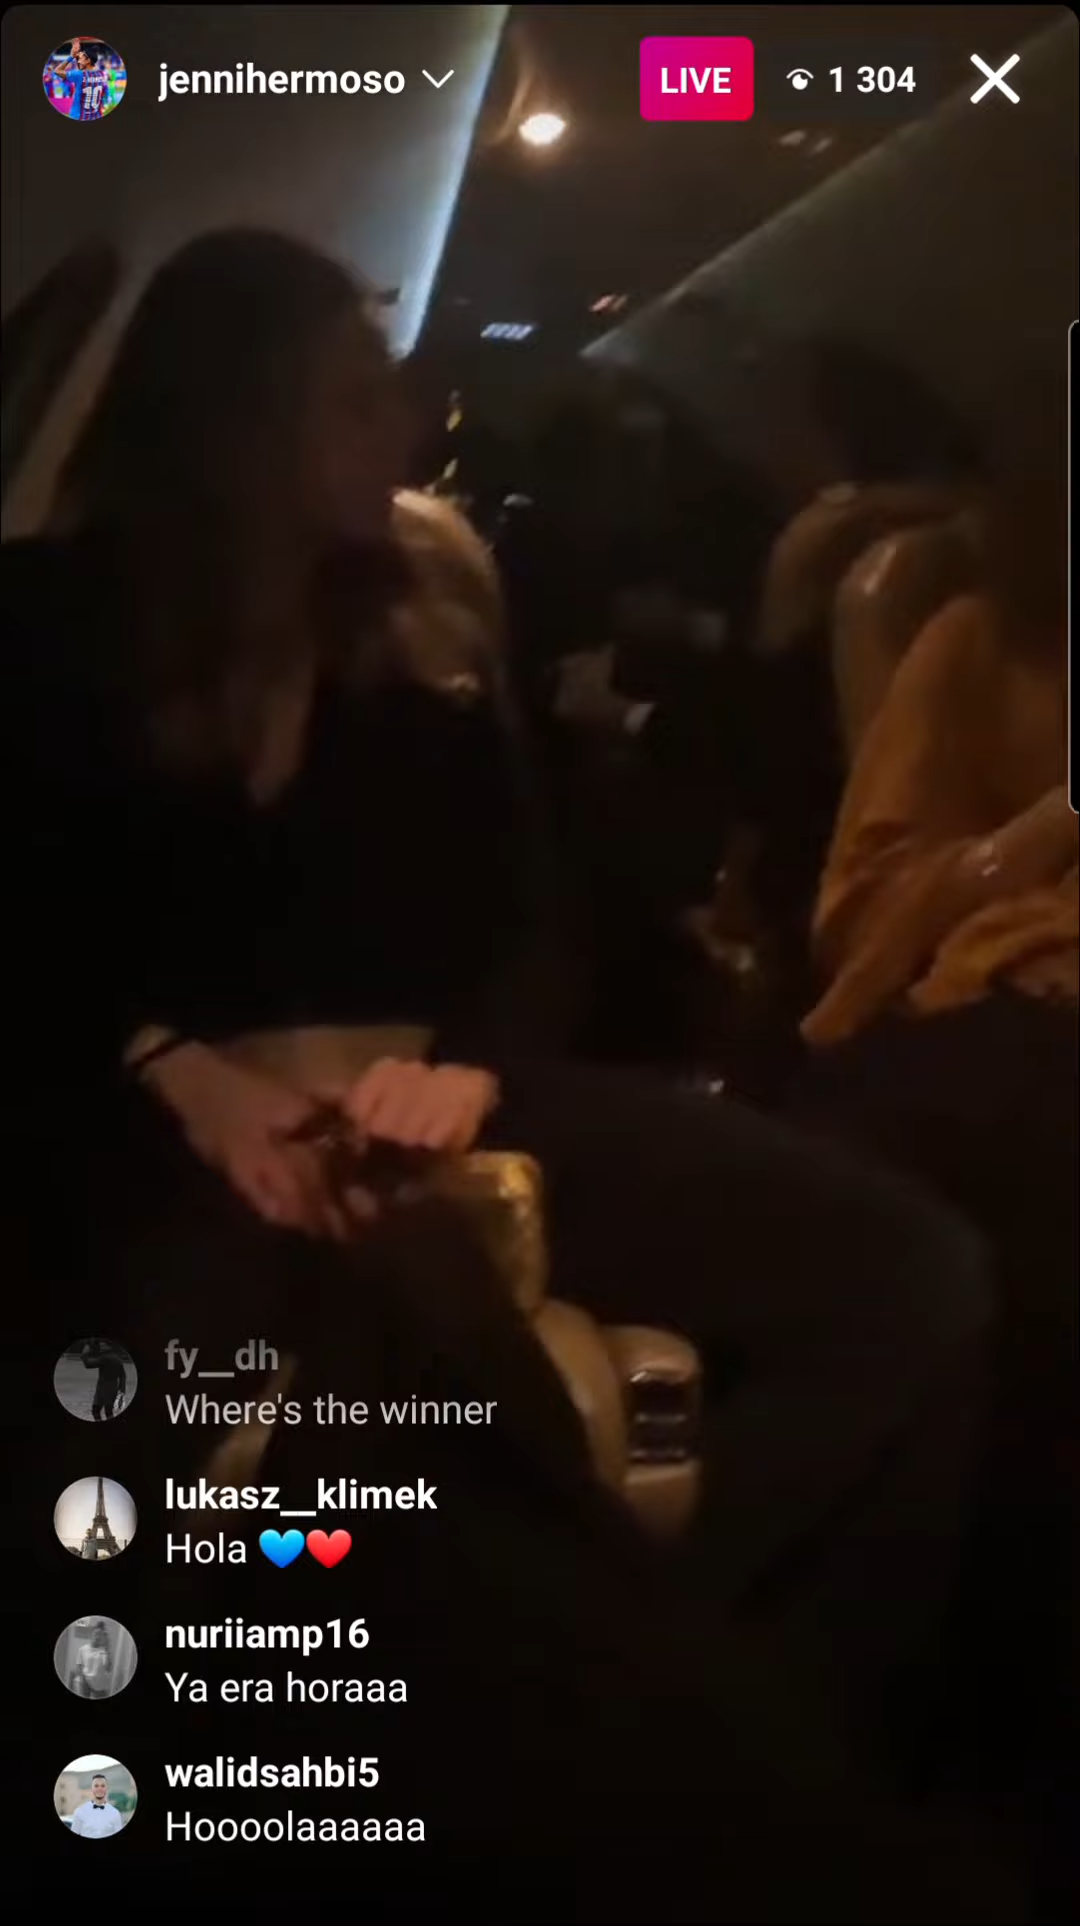 jennihermoso
LIVE
1 304
fy__dh
Where's the winner
lukasz__klimek
Hola 💙❤️
nuriiamp16
Ya era horaaa
walidsahbi5
Hoooolaaaaaa